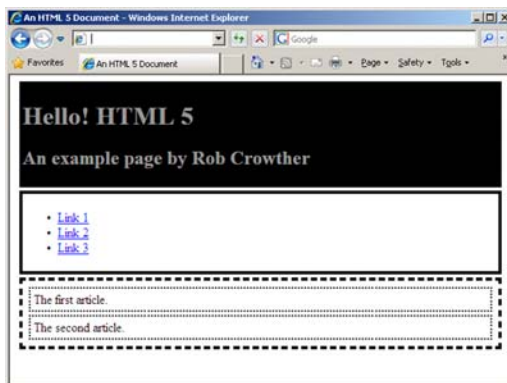 An HTML 5 Document - Windows Internet Explorer
Google
Favorites
An HTML 5 Document
Page
Safety
Tools
Hello! HTML 5
An example page by Rob Crowther
Link 1
Link 2
Link 3
The first article.
The second article.